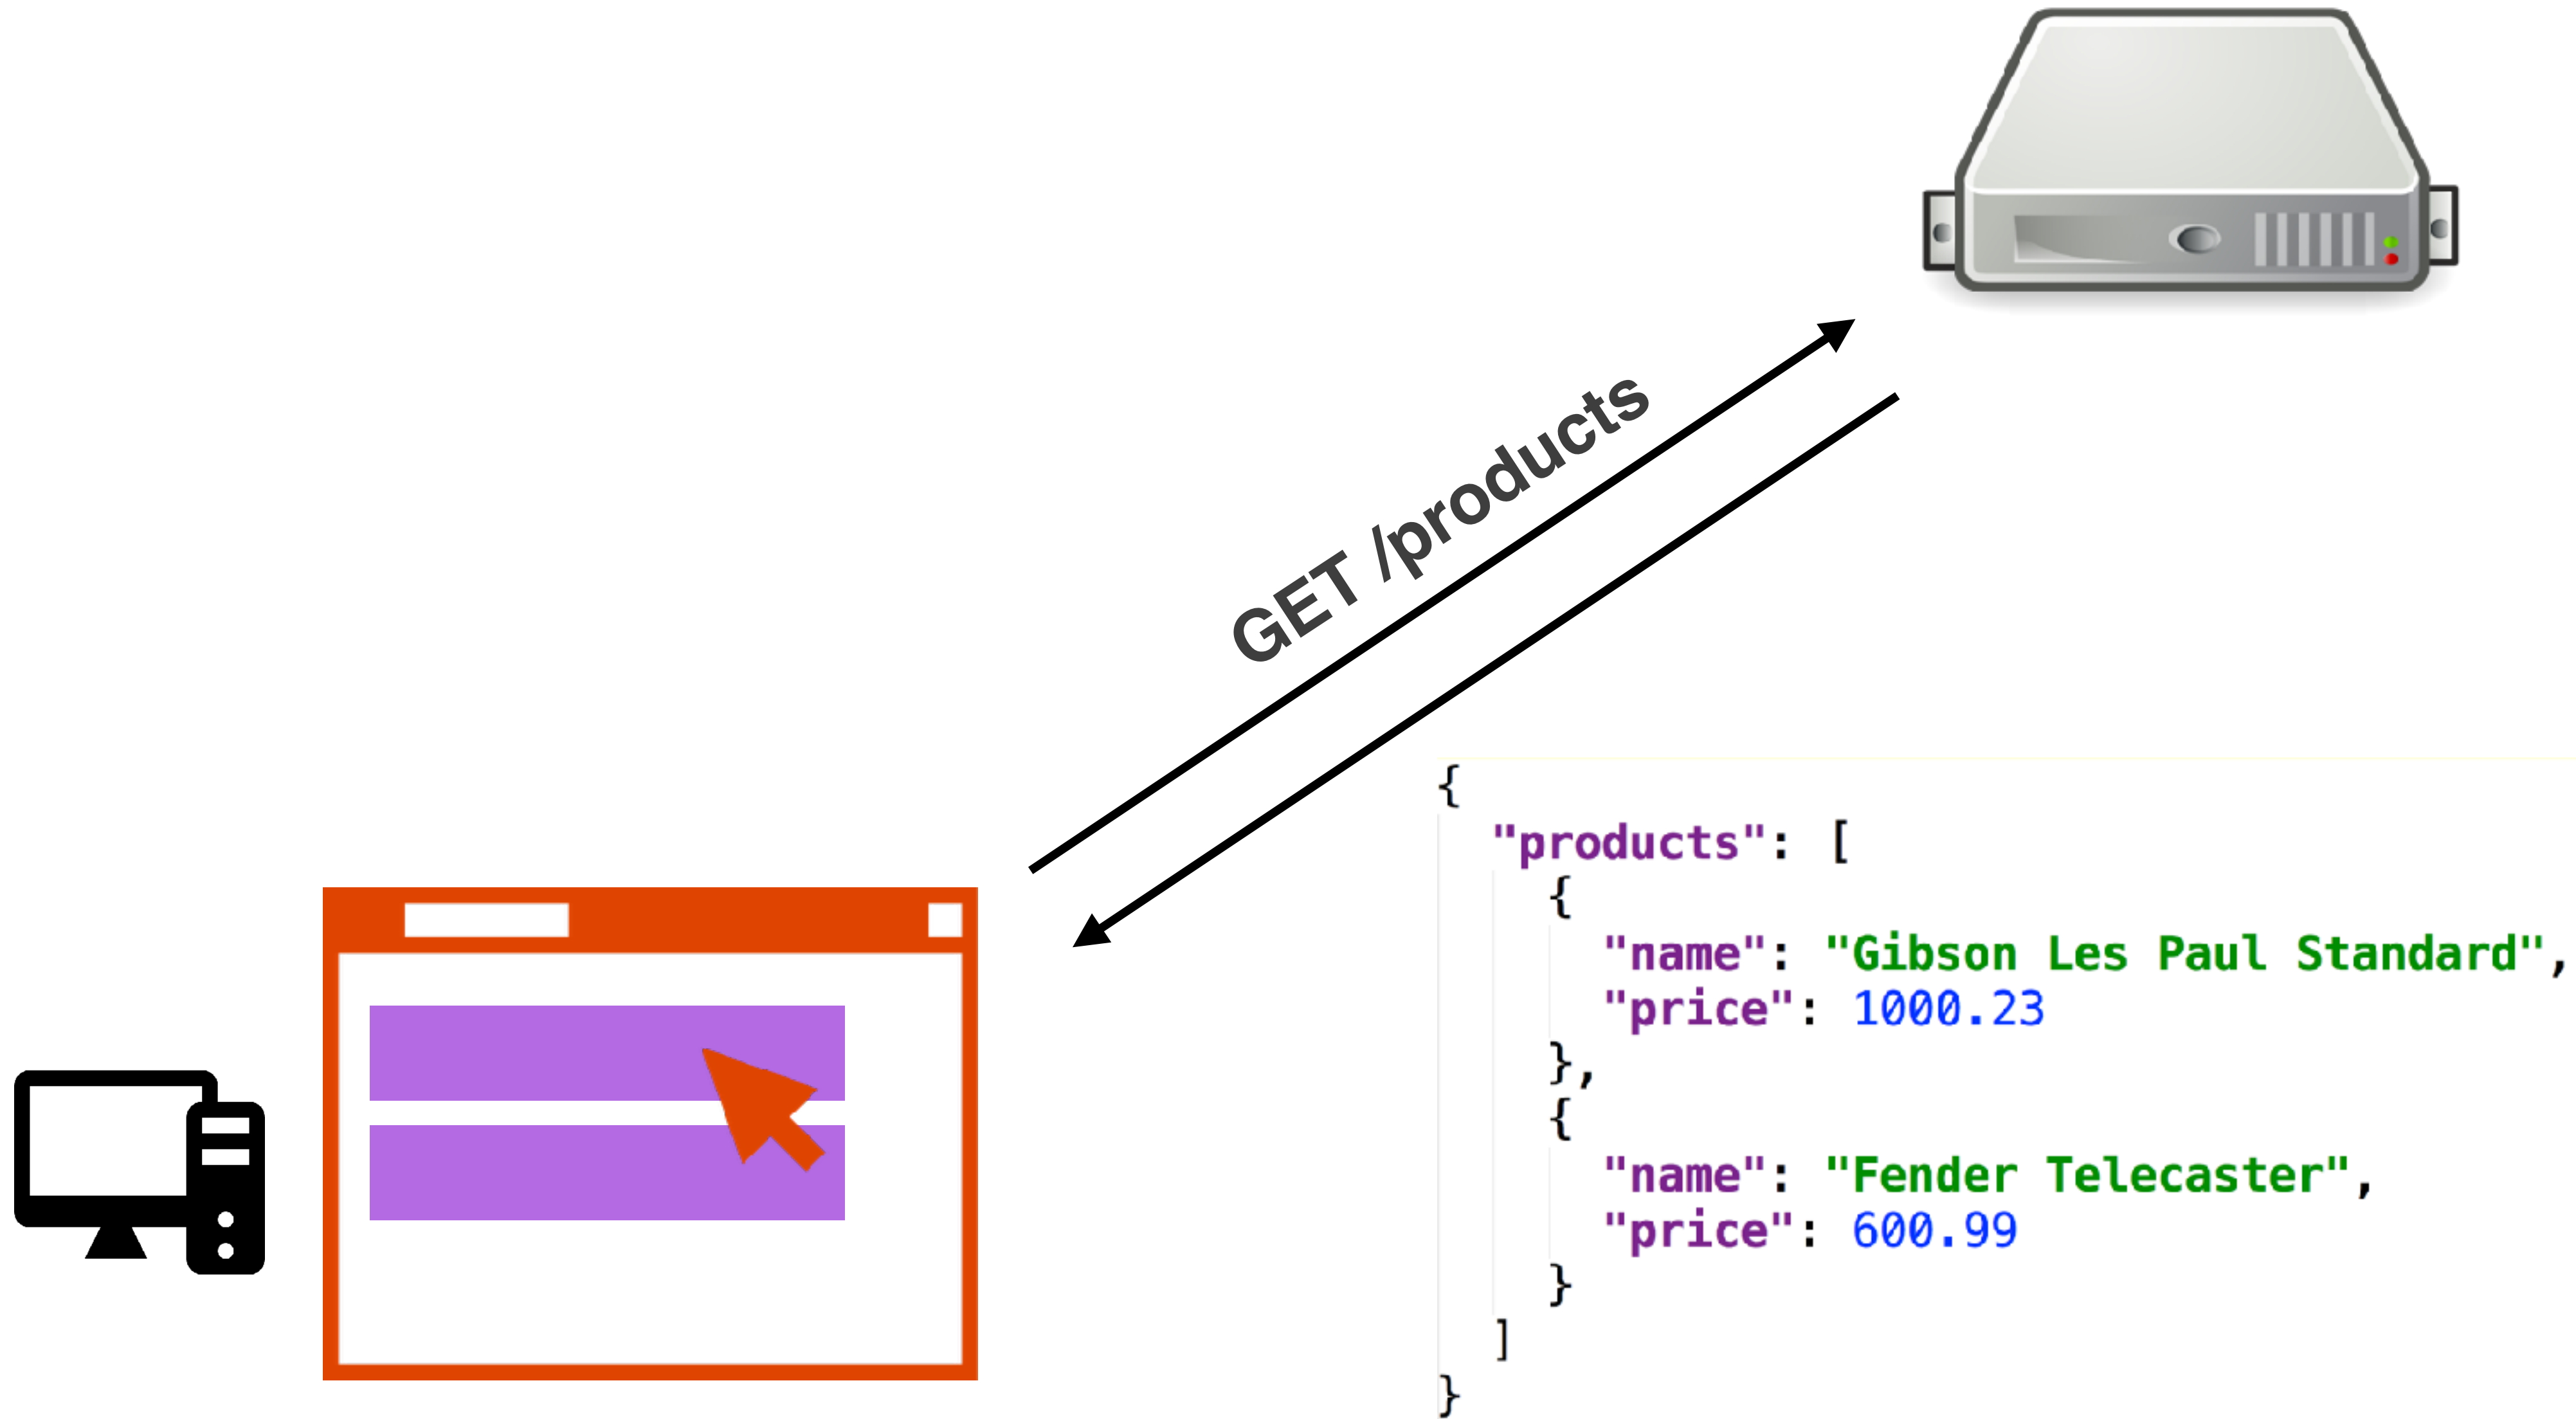 GET /products
{
"products": [
{
"name": "Gibson Les Paul Standard",
"price": 1000.23
},
{
"name": "Fender Telecaster",
"price": 600.99
}
]
}